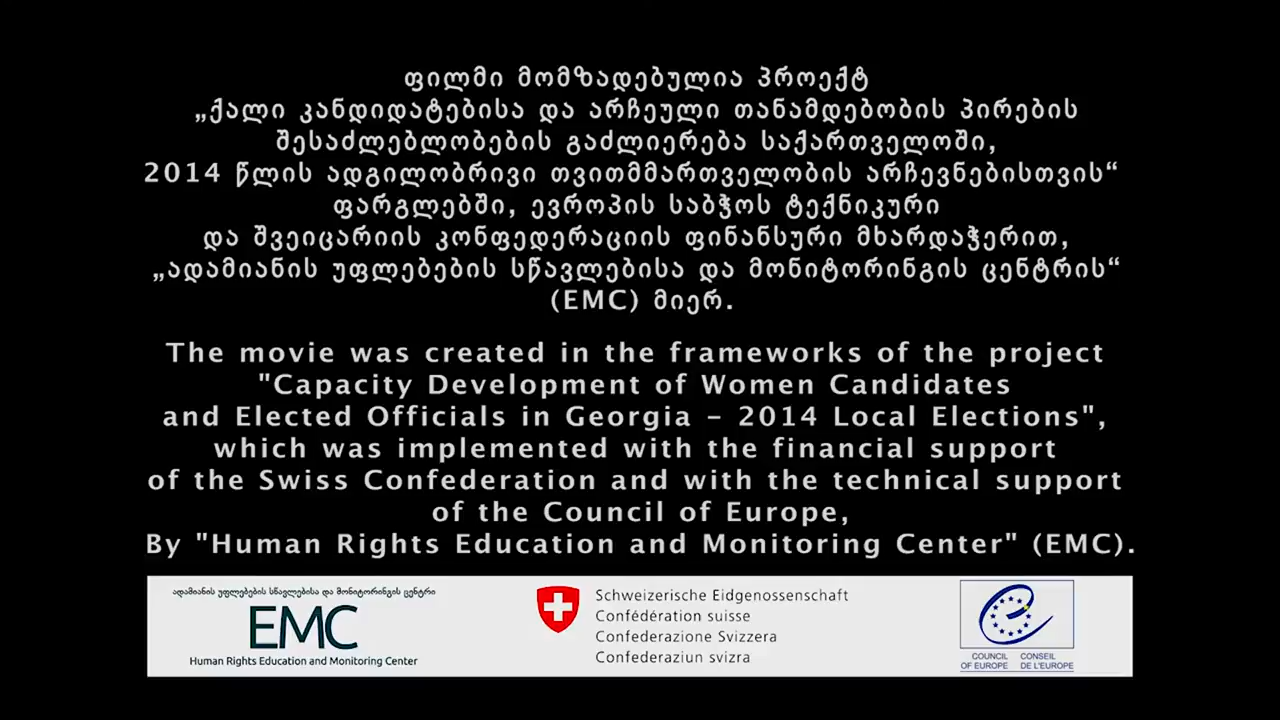 ფილმი მომზადებულია პროექტ
„ქალი კანდიდატებისა და არჩეული თანამდებობის პირების
შესაძლებლობების გაძლიერება საქართველოში,
2014 წლის ადგილობრივი თვითმმართველობის არჩევნებისთვის“
ფარგლებში, ევროპის საბჭოს ტექნიკური
და შვეიცარიის კონფედერაციის ფინანსური მხარდაჭერით,
„ადამიანის უფლებების სწავლებისა და მონიტორინგის ცენტრის“
(EMC) მიერ.
The movie was created in the frameworks of the project
"Capacity Development of Women Candidates
and Elected Officials in Georgia – 2014 Local Elections",
which was implemented with the financial support
of the Swiss Confederation and with the technical support
of the Council of Europe,
By "Human Rights Education and Monitoring Center" (EMC).
ადამიანის უფლებების სწავლებისა და მონიტორინგის ცენტრი
EMC
Human Rights Education and Monitoring Center
Schweizerische Eidgenossenschaft
Confédération suisse
Confederazione Svizzera
Confederaziun svizra
COUNCIL CONSEIL
OF EUROPE DE L'EUROPE